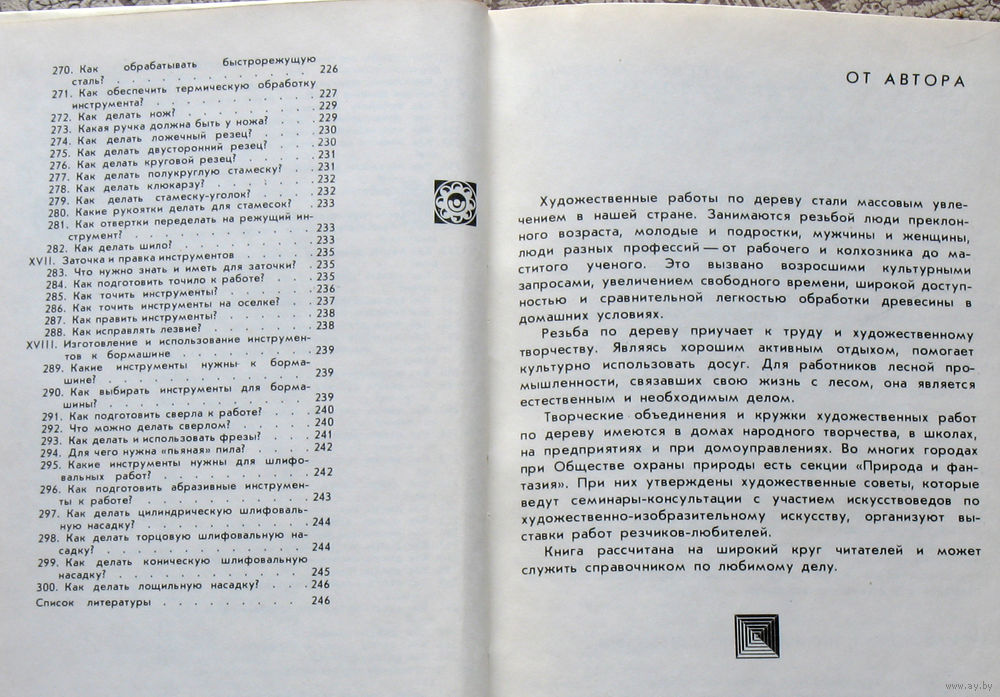 270. Как обрабатывать быстрорежущую
сталь? . . . . . . . . . . . 226
271. Как обеспечить термическую обработку
инструмента? . . . . . . . . . 227
272. Как делать нож? . . . . . . . . 229
273. Какая ручка должна быть у ножа? . . . 229
274. Как делать ложечный резец? . . . . 230
275. Как делать двусторонний резец? . . . 230
276. Как делать круговой резец? . . . . . 231
277. Как делать полукруглую стамеску? . . 231
278. Как делать клюкарзу? . . . . . . 232
279. Как делать стамеску-уголок? . . . . 232
280. Какие рукоятки делать для стамесок? . . 233
281. Как отвертки переделать на режущий ин-
струмент? . . . . . . . . . . 233
282. Как делать шило? . . . . . . . . 233
XVII. Заточка и правка инструментов . . . . . 235
283. Что нужно знать и иметь для заточки? . 235
284. Как подготовить точило к работе? . . . 235
285. Как точить инструменты? . . . . . . 236
286. Как точить инструменты на оселке? . . 237
287. Как править инструменты? . . . . . 238
288. Как исправлять лезвие? . . . . . . 238
XVIII. Изготовление и использование инструмен-
тов к бормашине . . . . . . . . 239
289. Какие инструменты нужны к борма-
шине? . . . . . . . . . . . 239
290. Как выбирать инструменты для борма-
шины? . . . . . . . . . . . 239
291. Как подготовить сверла к работе? . . . 240
292. Что можно делать сверлом? . . . . . 240
293. Как делать и использовать фрезы? . . . 241
294. Для чего нужна «пьяная» пила? . . . . 242
295. Какие инструменты нужны для шлифо-
вальных работ? . . . . . . . . 242
296. Как подготовить абразивные инструмен-
ты к работе? . . . . . . . . . 243
297. Как делать цилиндрическую шлифоваль-
ную насадку? . . . . . . . . . 244
298. Как делать торцовую шлифовальную на-
садку? . . . . . . . . . . . 244
299. Как делать коническую шлифовальную
насадку? . . . . . . . . . . 245
300. Как делать лощильную насадку? . . . 246
Список литературы . . . . . . . . . 246
ОТ АВТОРА
Художественные работы по дереву стали массовым увле-
чением в нашей стране. Занимаются резьбой люди преклон-
ного возраста, молодые и подростки, мужчины и женщины,
люди разных профессий — от рабочего и колхозника до ма-
ститого ученого. Это вызвано возросшими культурными
запросами, увеличением свободного времени, широкой доступ-
ностью и сравнительной легкостью обработки древесины в
домашних условиях.
Резьба по дереву приучает к труду и художественному
творчеству. Являясь хорошим активным отдыхом, помогает
культурно использовать досуг. Для работников лесной про-
мышленности, связавших свою жизнь с лесом, она является
естественным и необходимым делом.
Творческие объединения и кружки художественных работ
по дереву имеются в домах народного творчества, в школах,
на предприятиях и при домоуправлениях. Во многих городах
при Обществе охраны природы есть секции «Природа и фан-
тазия». При них утверждены художественные советы, которые
ведут семинары-консультации с участием искусствоведов по
художественно-изобразительному искусству, организуют вы-
ставки работ резчиков-любителей.
Книга рассчитана на широкий круг читателей и может
служить справочником по любимому делу.
www.ay.by